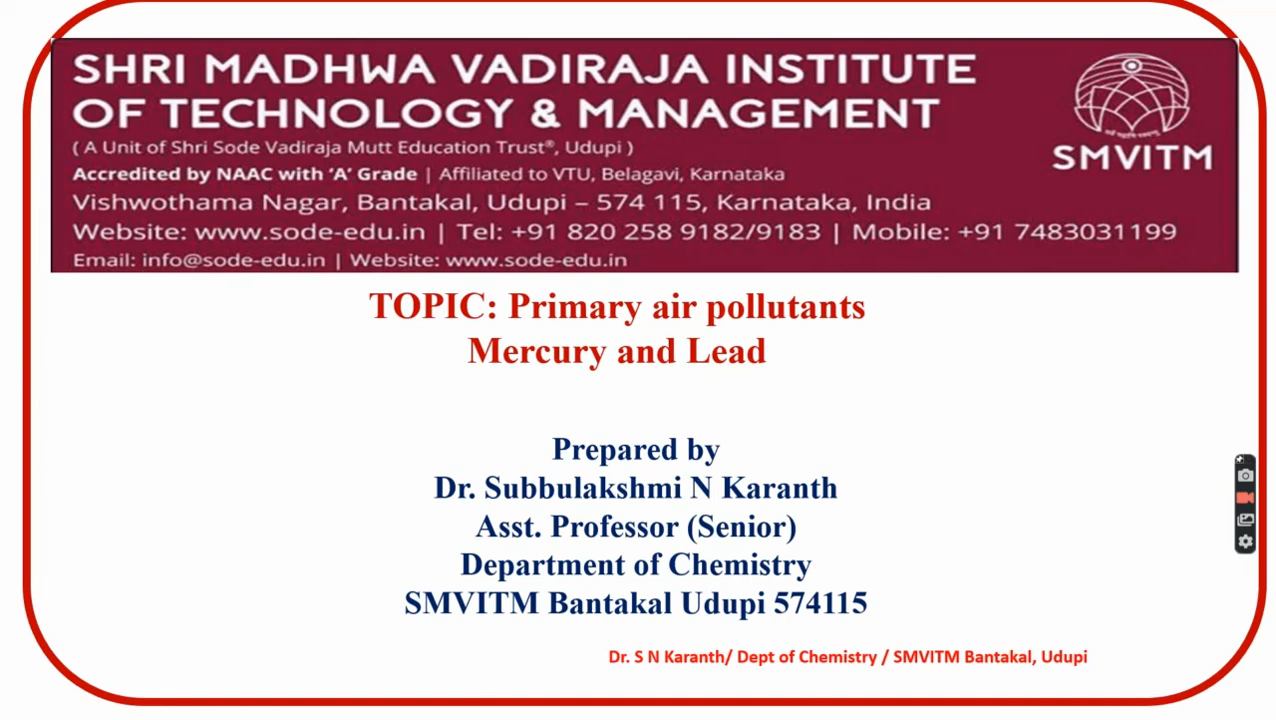 SHRI MADHWA VADIRAJA INSTITUTE
OF TECHNOLOGY & MANAGEMENT
( A Unit of Shri Sode Vadiraja Mutt Education Trust®, Udupi )
Accredited by NAAC with ‘A’ Grade | Affiliated to VTU, Belagavi, Karnataka
Vishwothama Nagar, Bantakal, Udupi – 574 115, Karnataka, India
Website: www.sode-edu.in | Tel: +91 820 258 9182/9183 | Mobile: +91 7483031199
Email: info@sode-edu.in | Website: www.sode-edu.in
SMVITM
TOPIC: Primary air pollutants
Mercury and Lead
Prepared by
Dr. Subbulakshmi N Karanth
Asst. Professor (Senior)
Department of Chemistry
SMVITM Bantakal Udupi 574115
Dr. S N Karanth/ Dept of Chemistry / SMVITM Bantakal, Udupi